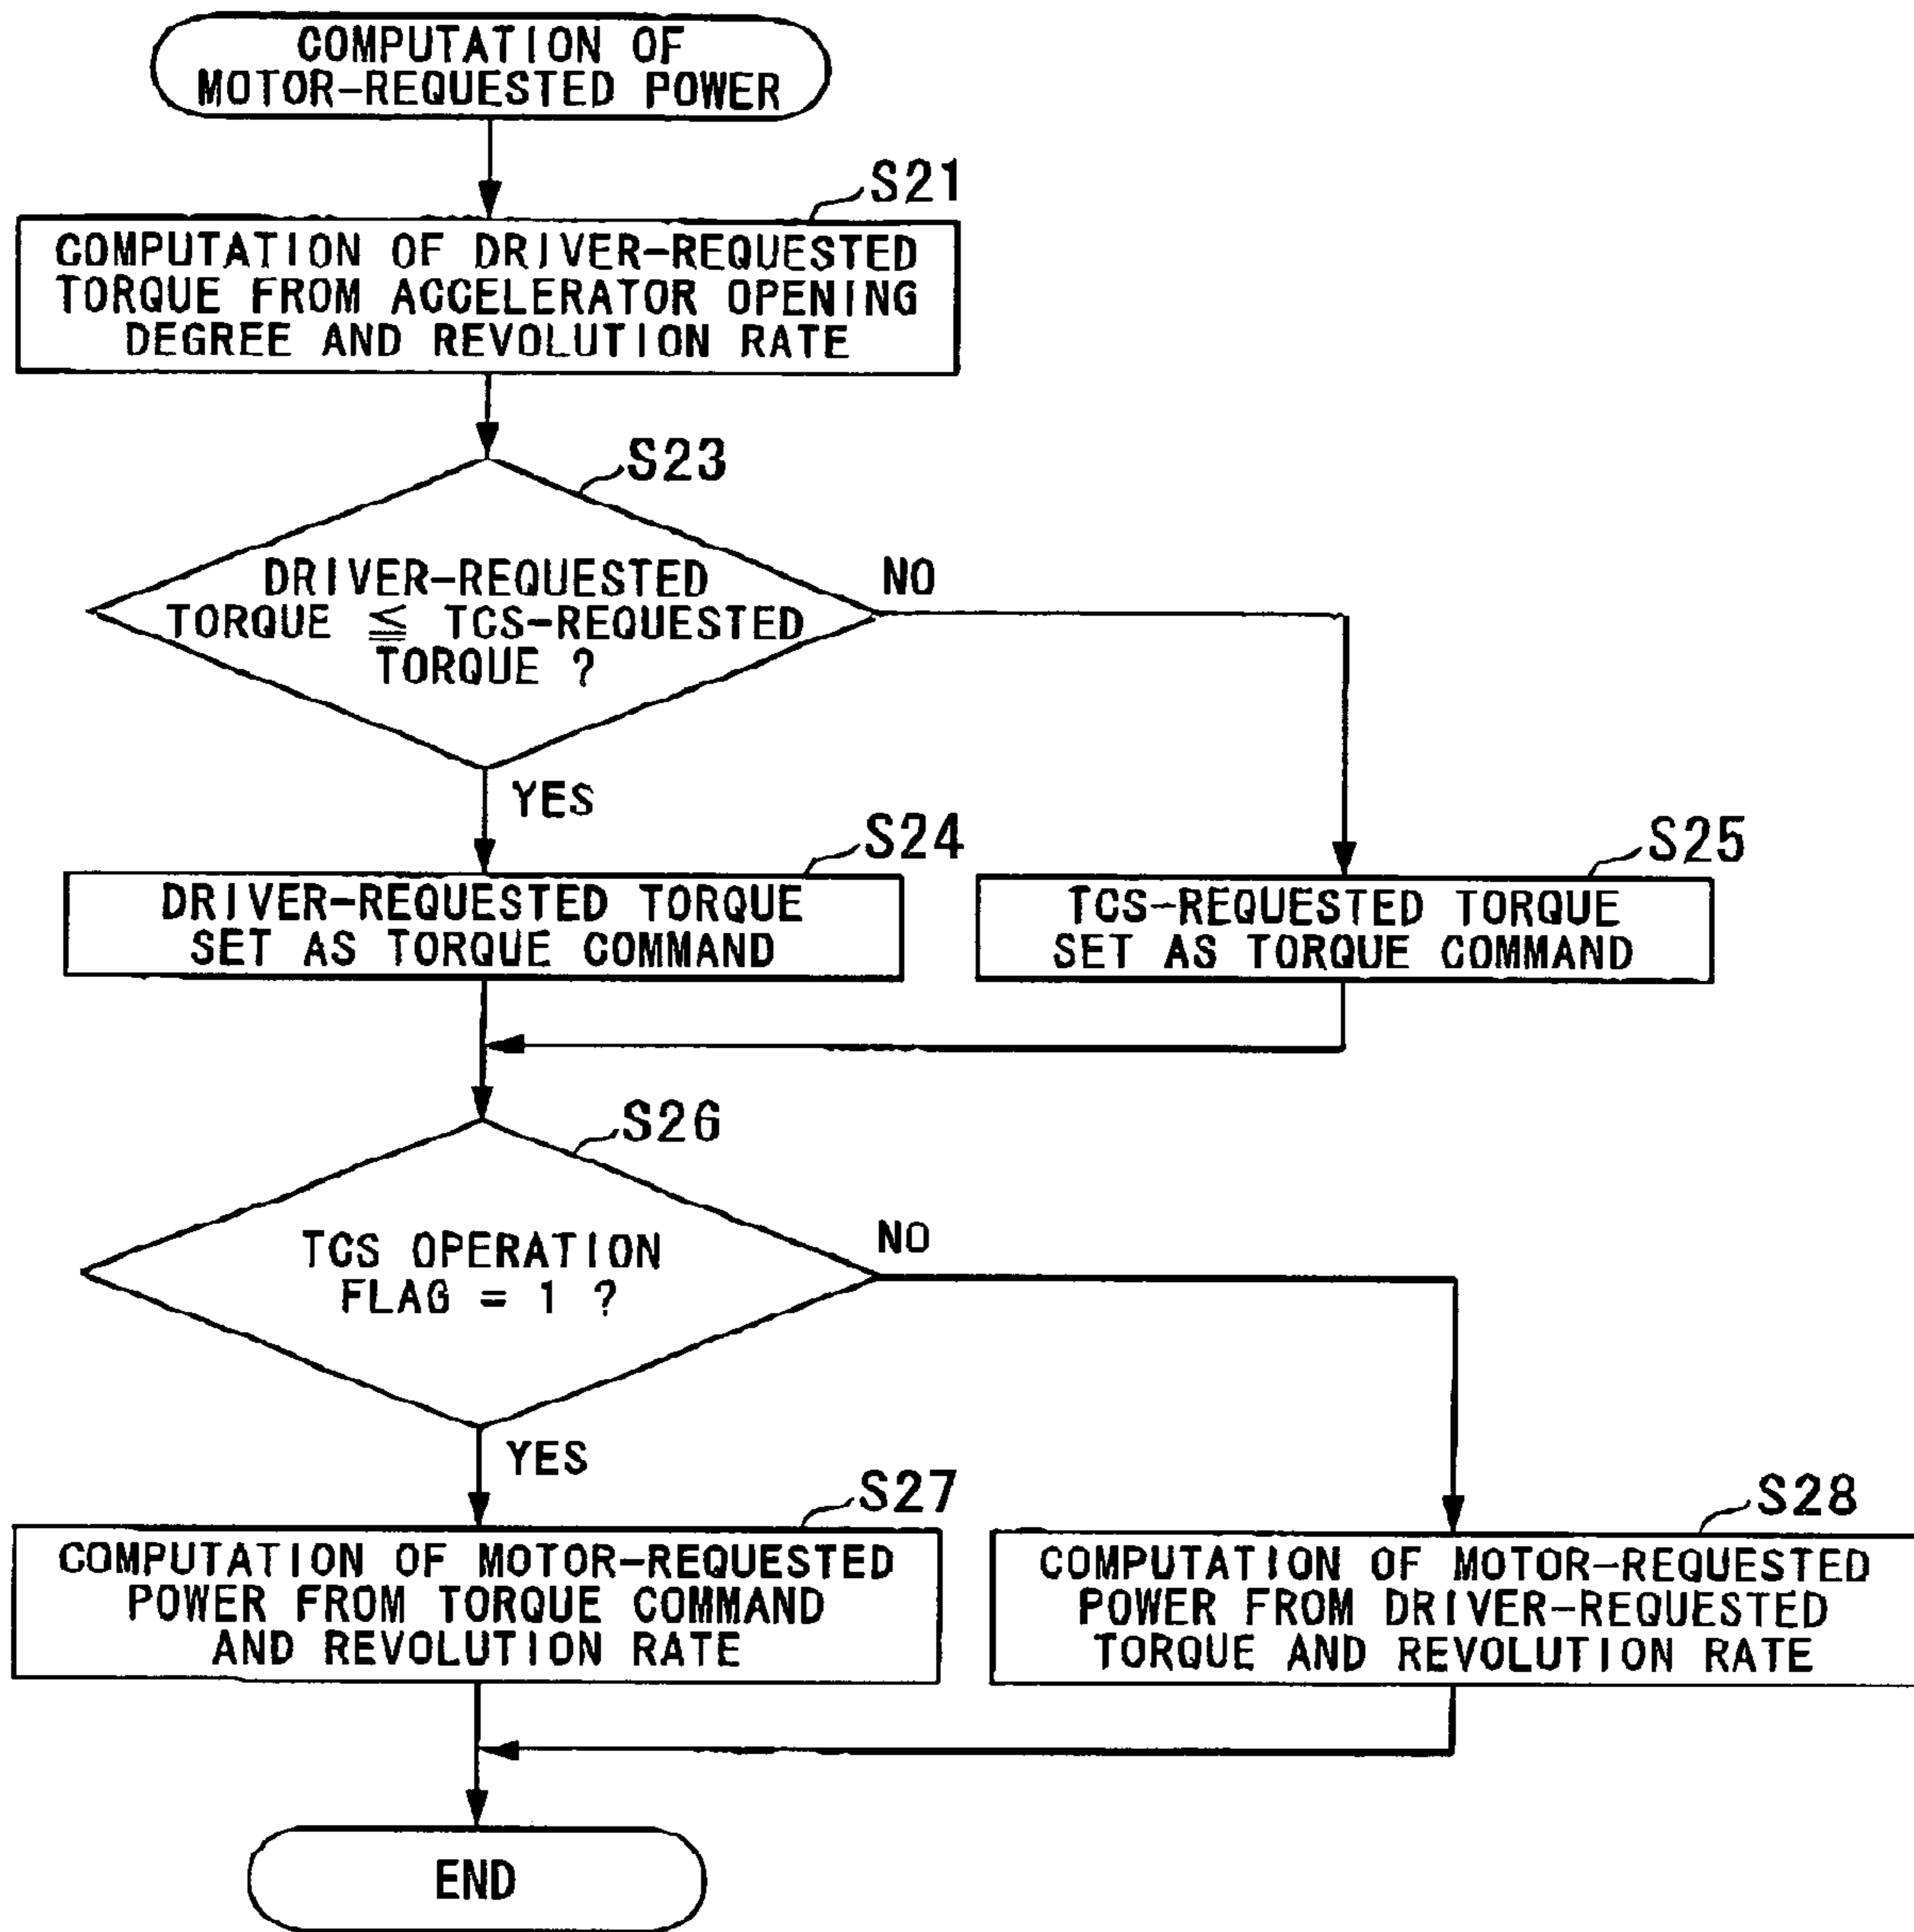 COMPUTATION OF
MOTOR-REQUESTED POWER
S21
COMPUTATION OF DRIVER-REQUESTED
TORQUE FROM ACCELERATOR OPENING
DEGREE AND REVOLUTION RATE
S23
DRIVER-REQUESTED
TORQUE ≦ TCS-REQUESTED
TORQUE ?
NO
YES
S24
DRIVER-REQUESTED TORQUE
SET AS TORQUE COMMAND
S25
TCS-REQUESTED TORQUE
SET AS TORQUE COMMAND
S26
TCS OPERATION
FLAG = 1 ?
NO
YES
S27
COMPUTATION OF MOTOR-REQUESTED
POWER FROM TORQUE COMMAND
AND REVOLUTION RATE
S28
COMPUTATION OF MOTOR-REQUESTED
POWER FROM DRIVER-REQUESTED
TORQUE AND REVOLUTION RATE
END